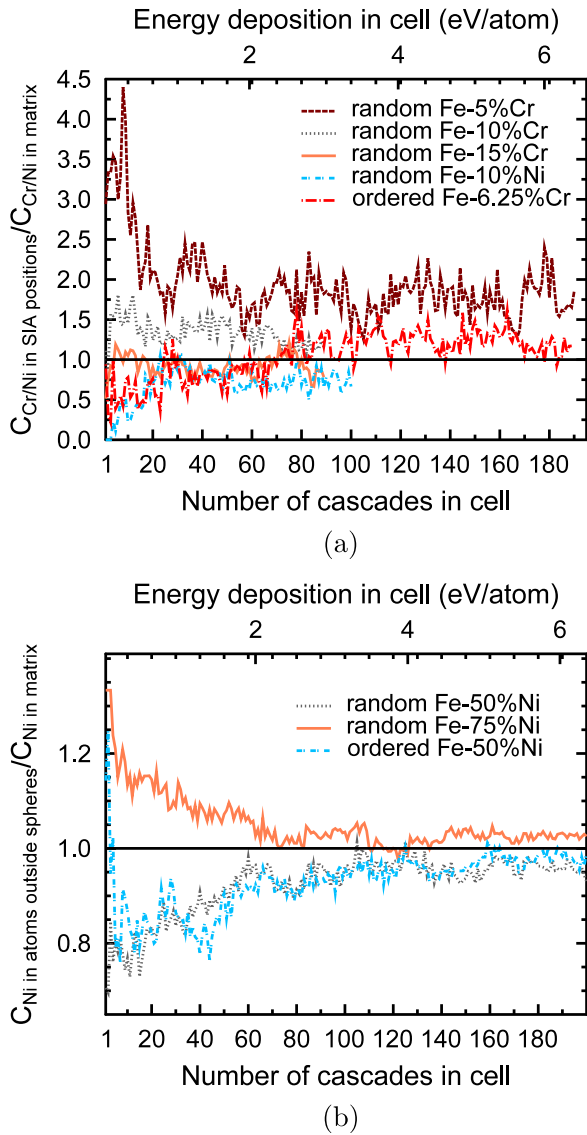 Energy deposition in cell (eV/atom)
2 4 6
C Cr/Ni in SIA positions/C Cr/Ni in matrix
4.5
4.0
3.5
3.0
2.5
2.0
1.5
1.0
0.5
0.0
random Fe-5%Cr
random Fe-10%Cr
random Fe-15%Cr
random Fe-10%Ni
ordered Fe-6.25%Cr
1 20 40 60 80 100 120 140 160 180
Number of cascades in cell
(a)
Energy deposition in cell (eV/atom)
2 4 6
C Ni in atoms outside spheres/C Ni in matrix
1.2
1.0
0.8
random Fe-50%Ni
random Fe-75%Ni
ordered Fe-50%Ni
1 20 40 60 80 100 120 140 160 180
Number of cascades in cell
(b)